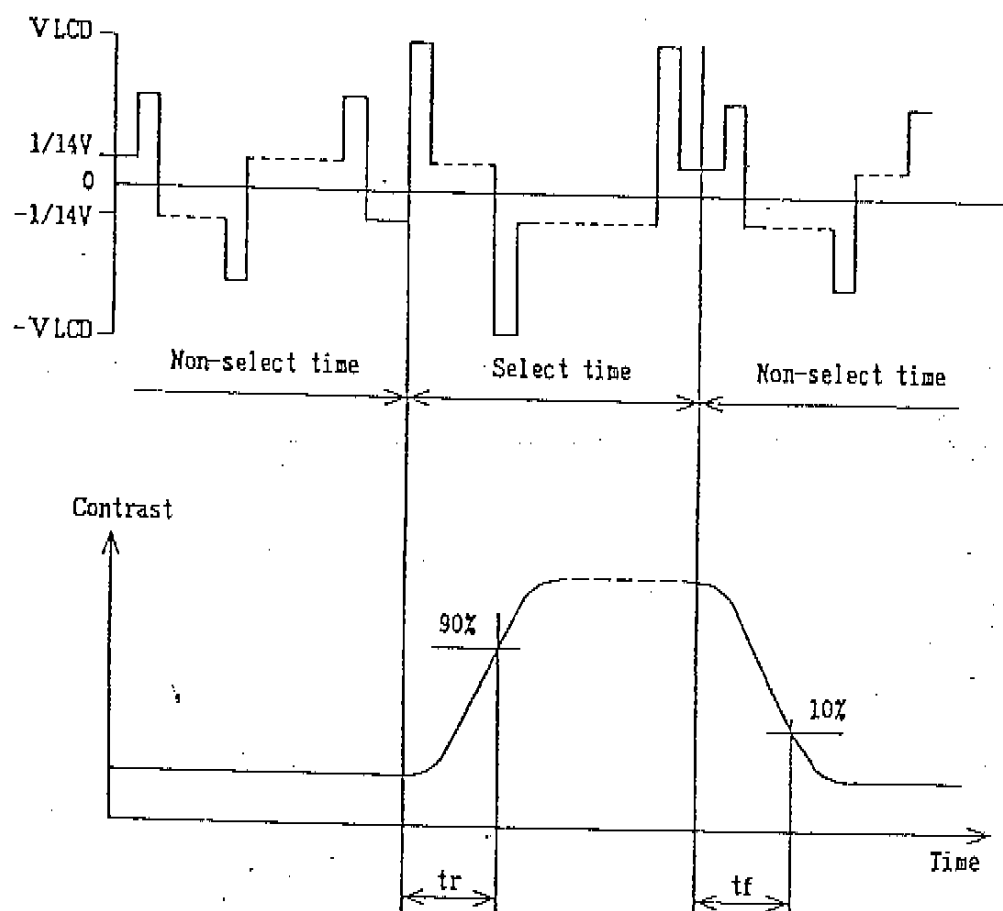 VLCD
1/14V
0
-1/14V
-VLCD
Non-select time
Select time
Non-select time
Contrast
90%
10%
Time
tr
tf